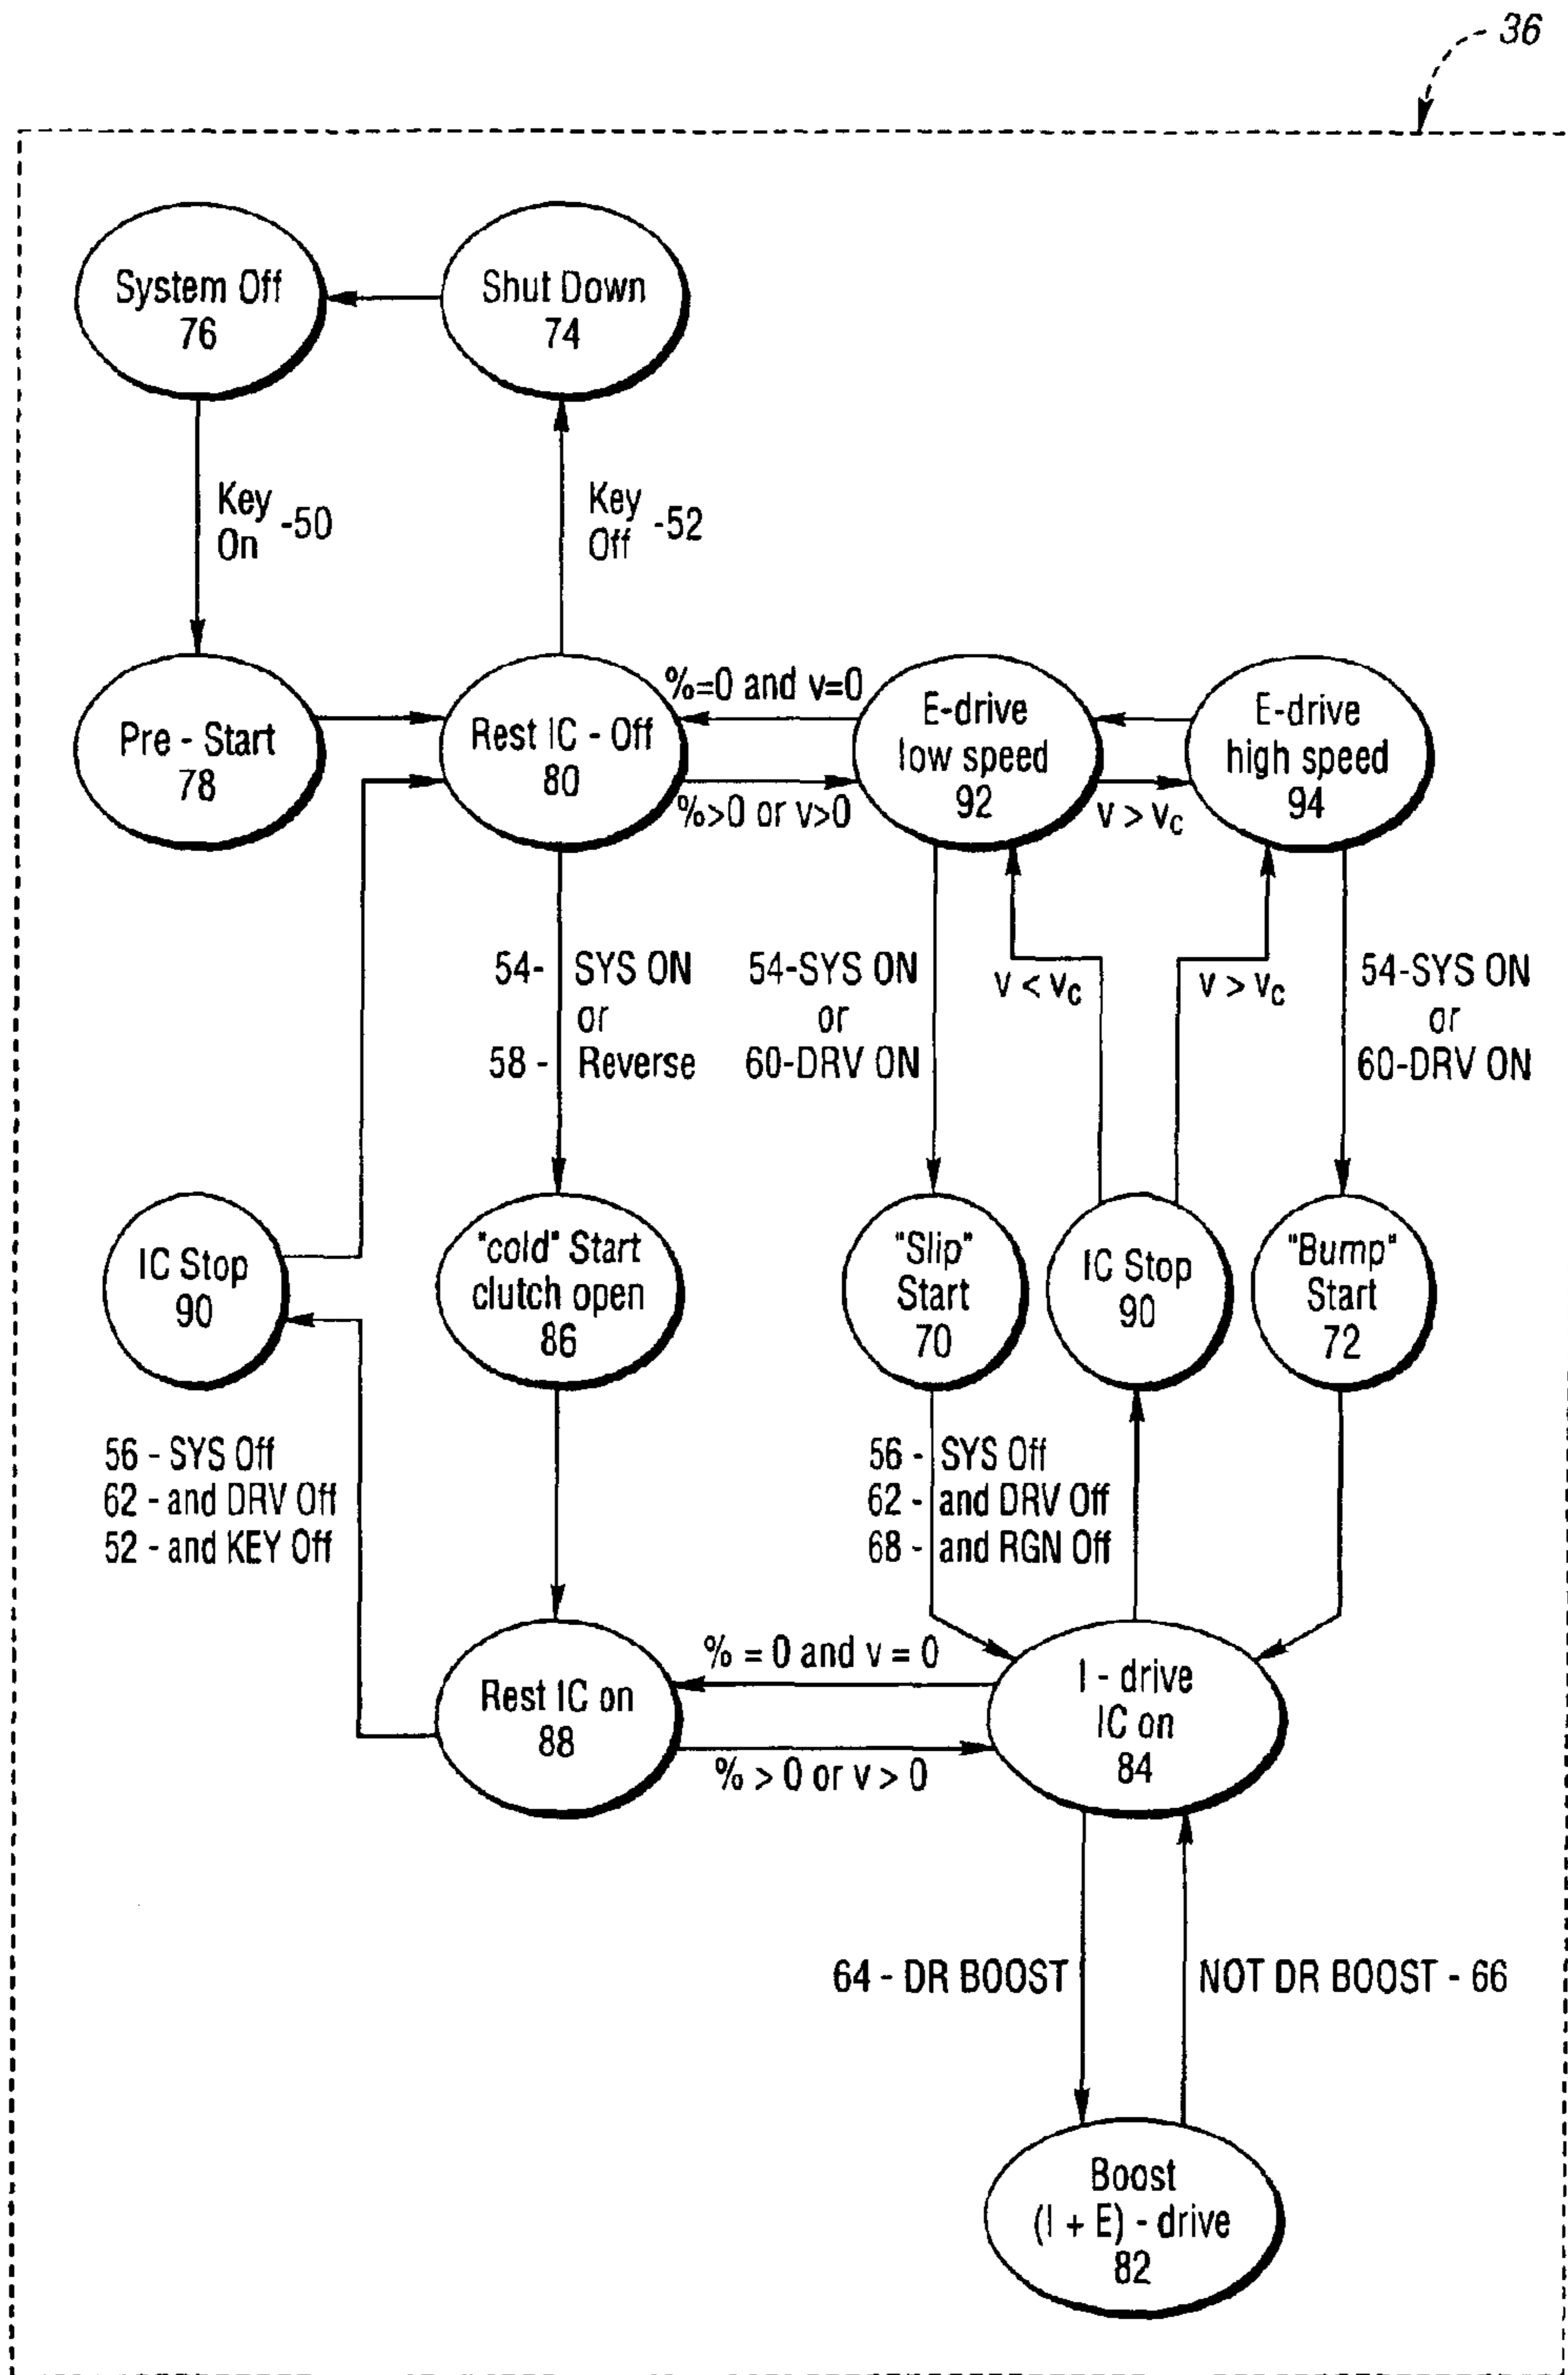 36
System Off
76
Shut Down
74
Key
On -50
Key
Off -52
Pre - Start
78
Rest IC - Off
80
%=0 and v=0
%>0 or v>0
E-drive
low speed
92
v > vc
E-drive
high speed
94
54- SYS ON
or
58 - Reverse
54-SYS ON
or
60-DRV ON
v < vc
v > vc
54-SYS ON
or
60-DRV ON
IC Stop
90
"cold" Start
clutch open
86
"Slip"
Start
70
IC Stop
90
"Bump"
Start
72
56 - SYS Off
62 - and DRV Off
52 - and KEY Off
56 - SYS Off
62 - and DRV Off
68 - and RGN Off
Rest IC on
88
% = 0 and v = 0
% > 0 or v > 0
I - drive
IC on
84
64 - DR BOOST
NOT DR BOOST - 66
Boost
(I + E) - drive
82